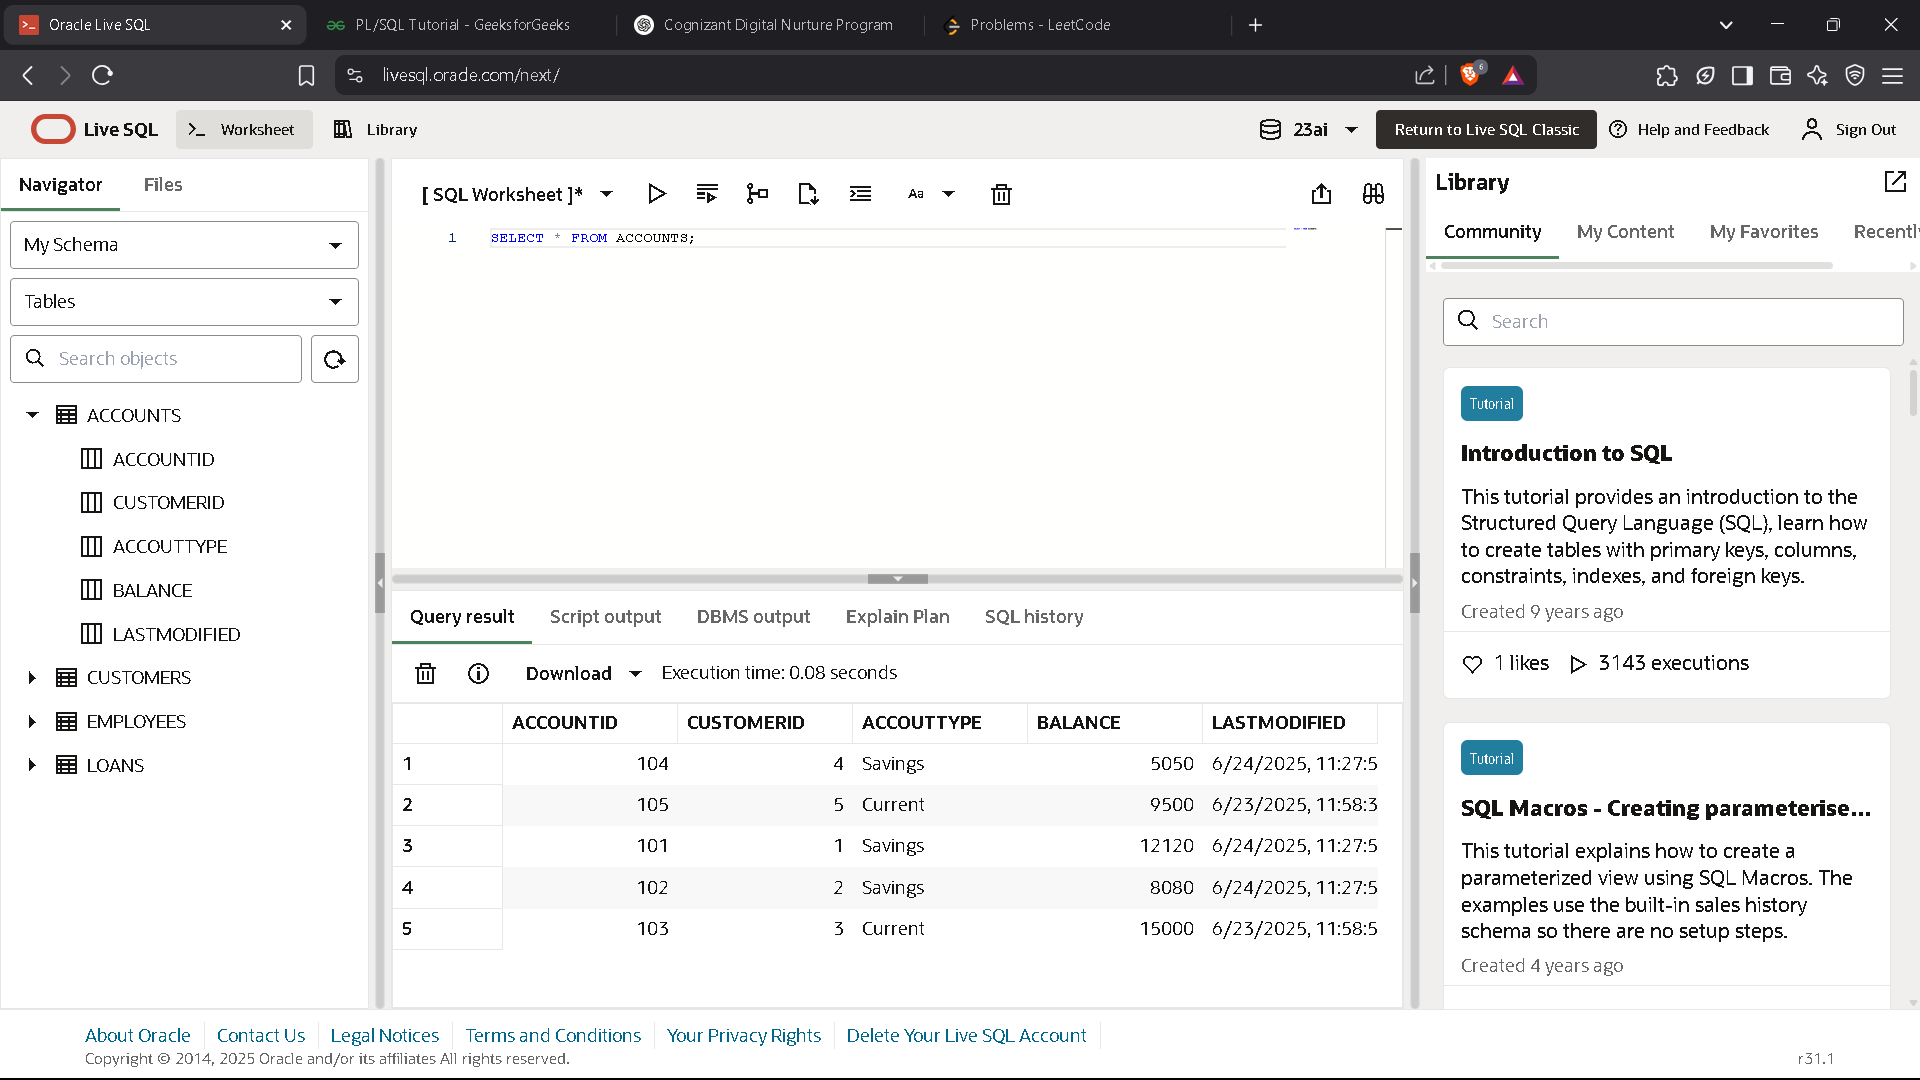 Oracle Live SQL
PL/SQL Tutorial - GeeksforGeeks
Cognizant Digital Nurture Program
Problems - LeetCode
livesql.oracle.com/next/
6
Live SQL
Worksheet
Library
23ai
Return to Live SQL Classic
Help and Feedback
Sign Out
Navigator
Files
My Schema
Tables
Search objects
ACCOUNTS
ACCOUNTID
CUSTOMERID
ACCOUTTYPE
BALANCE
LASTMODIFIED
CUSTOMERS
EMPLOYEES
LOANS
[ SQL Worksheet ]*
Aa
1 SELECT * FROM ACCOUNTS;
Query result
Script output
DBMS output
Explain Plan
SQL history
Download
Execution time: 0.08 seconds
ACCOUNTID CUSTOMERID ACCOUTTYPE BALANCE LASTMODIFIED
1 104 4 Savings 5050 6/24/2025, 11:27:5
2 105 5 Current 9500 6/23/2025, 11:58:3
3 101 1 Savings 12120 6/24/2025, 11:27:5
4 102 2 Savings 8080 6/24/2025, 11:27:5
5 103 3 Current 15000 6/23/2025, 11:58:5
Library
Community
My Content
My Favorites
Recentl
Search
Tutorial
Introduction to SQL
This tutorial provides an introduction to the
Structured Query Language (SQL), learn how
to create tables with primary keys, columns,
constraints, indexes, and foreign keys.
Created 9 years ago
1 likes
3143 executions
Tutorial
SQL Macros - Creating parameterise...
This tutorial explains how to create a
parameterized view using SQL Macros. The
examples use the built-in sales history
schema so there are no setup steps.
Created 4 years ago
About Oracle
Contact Us
Legal Notices
Terms and Conditions
Your Privacy Rights
Delete Your Live SQL Account
Copyright © 2014, 2025 Oracle and/or its affiliates All rights reserved.
r31.1